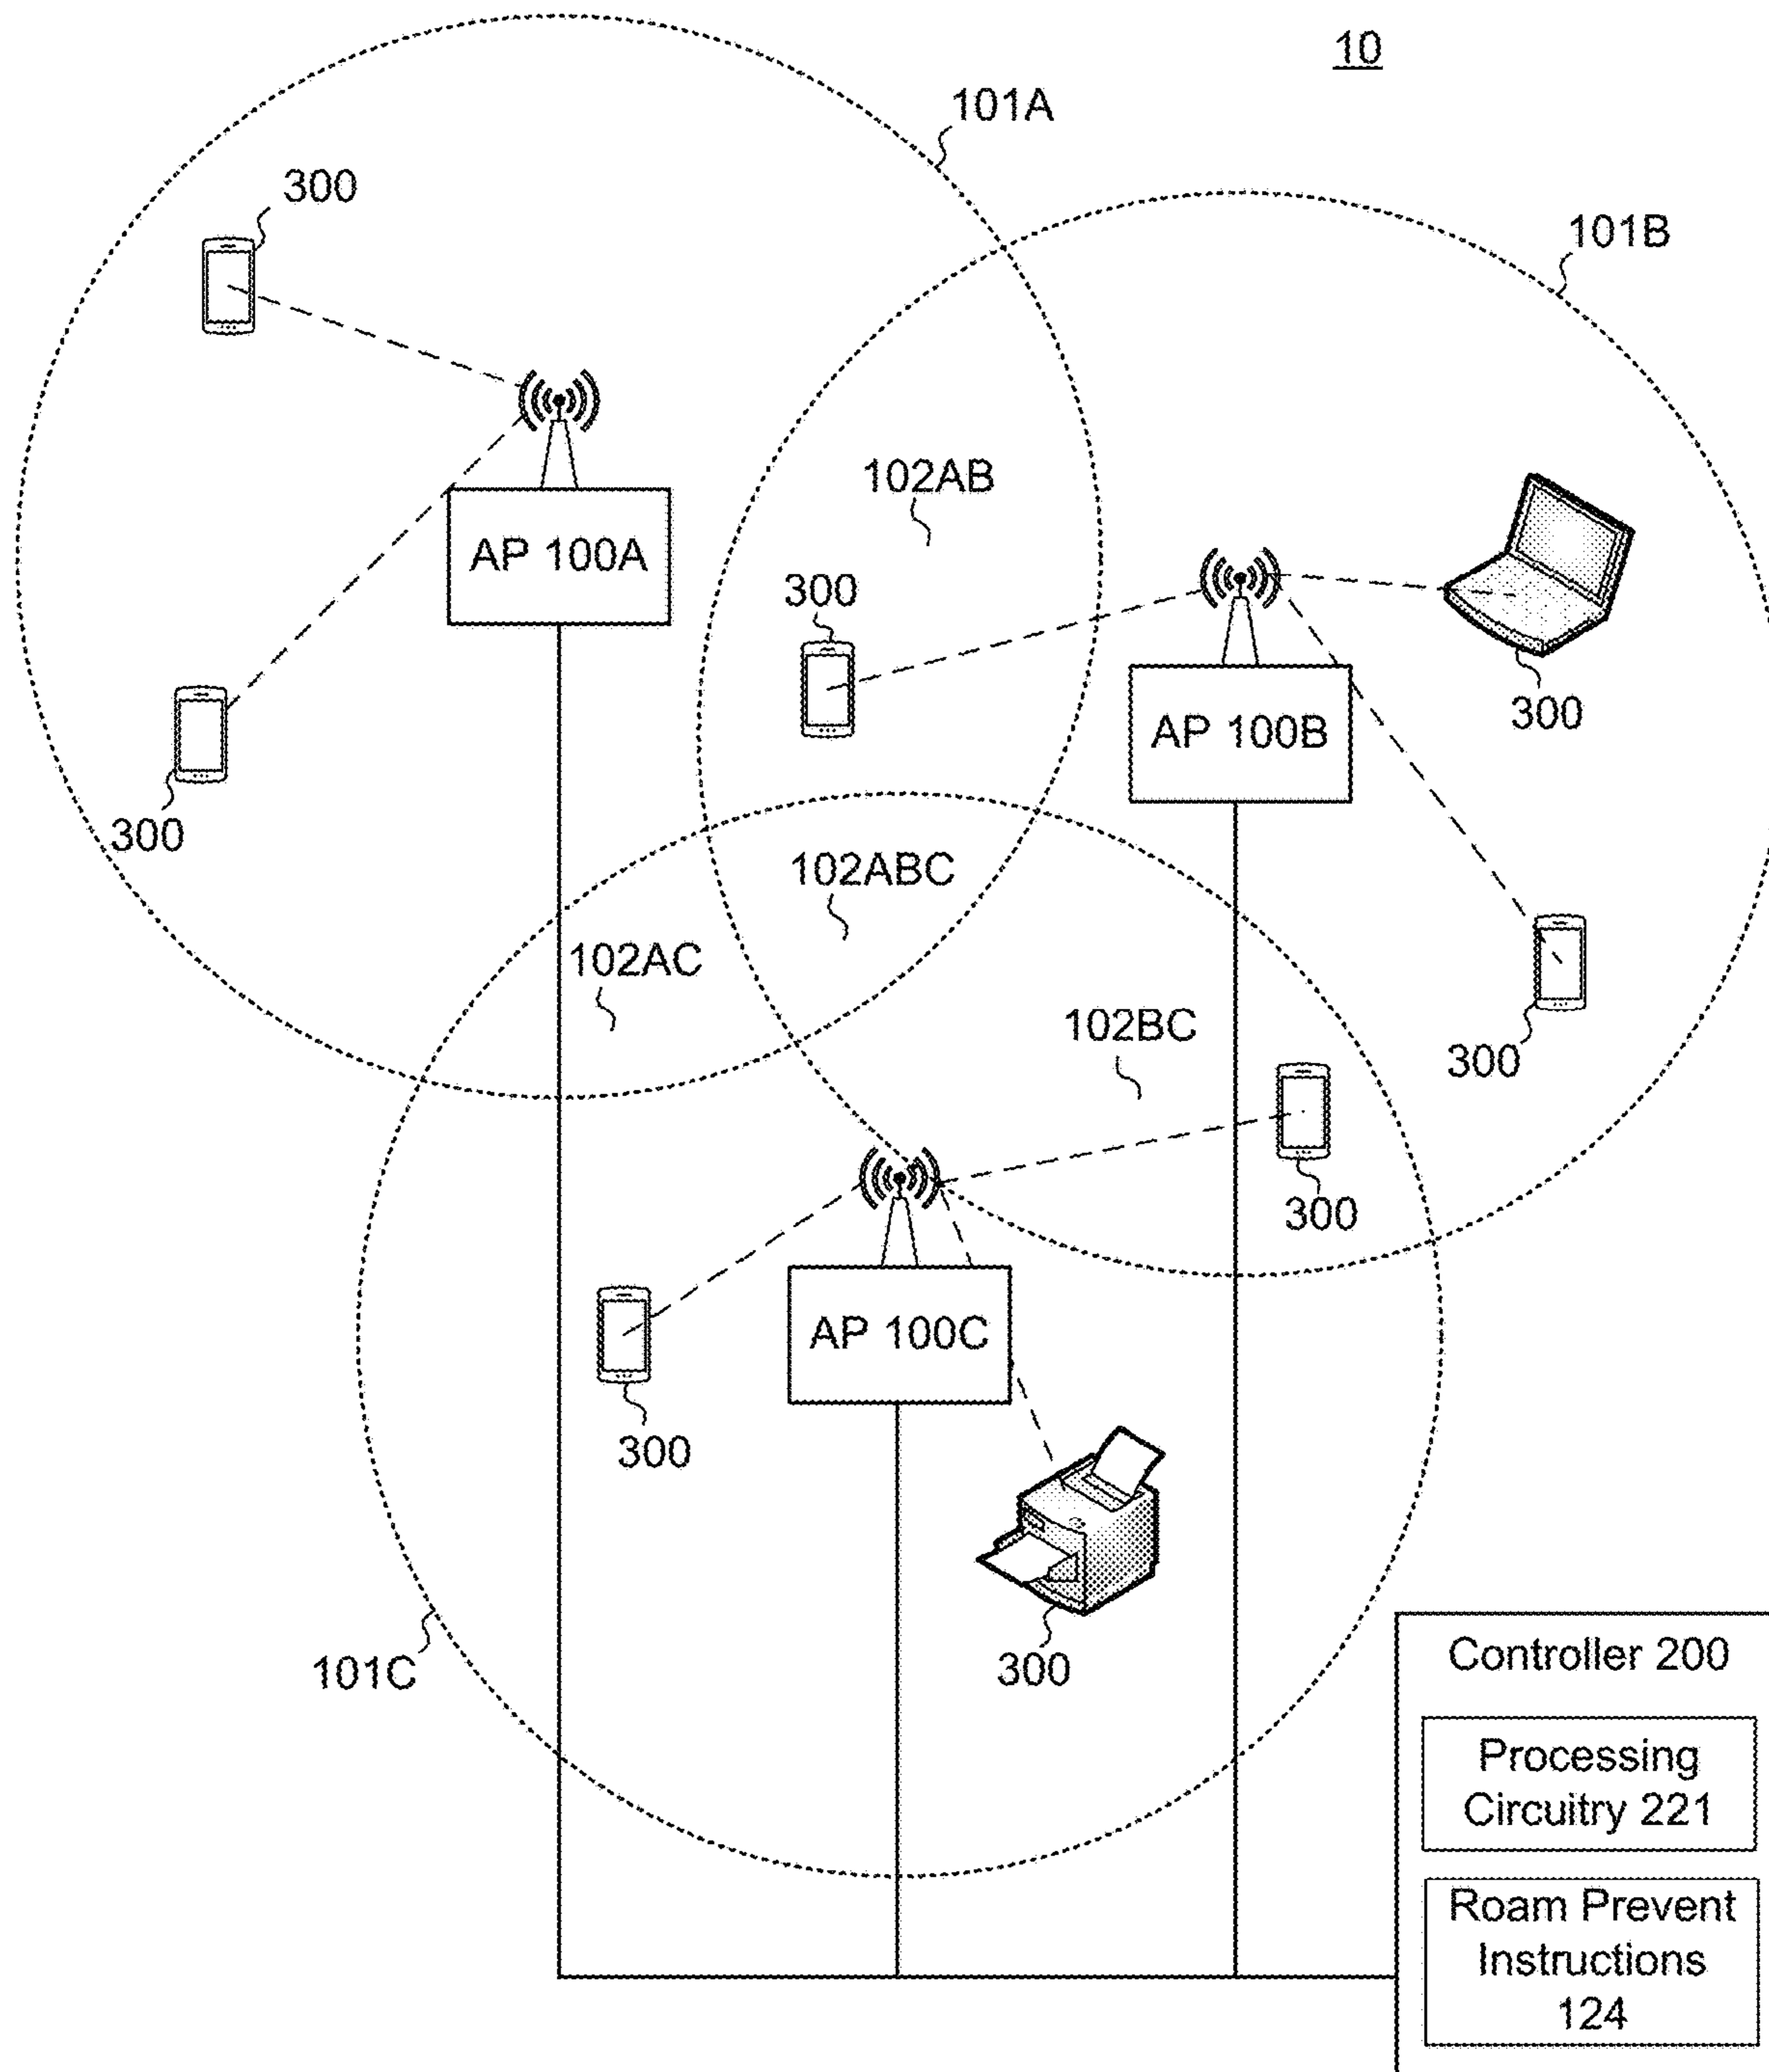 10
101A
300
101B
102AB
AP 100A
300
300
AP 100B
300
102ABC
102AC
102BC
300
300
AP 100C
300
101C
300
Controller 200
Processing
Circuitry 221
Roam Prevent
Instructions
124